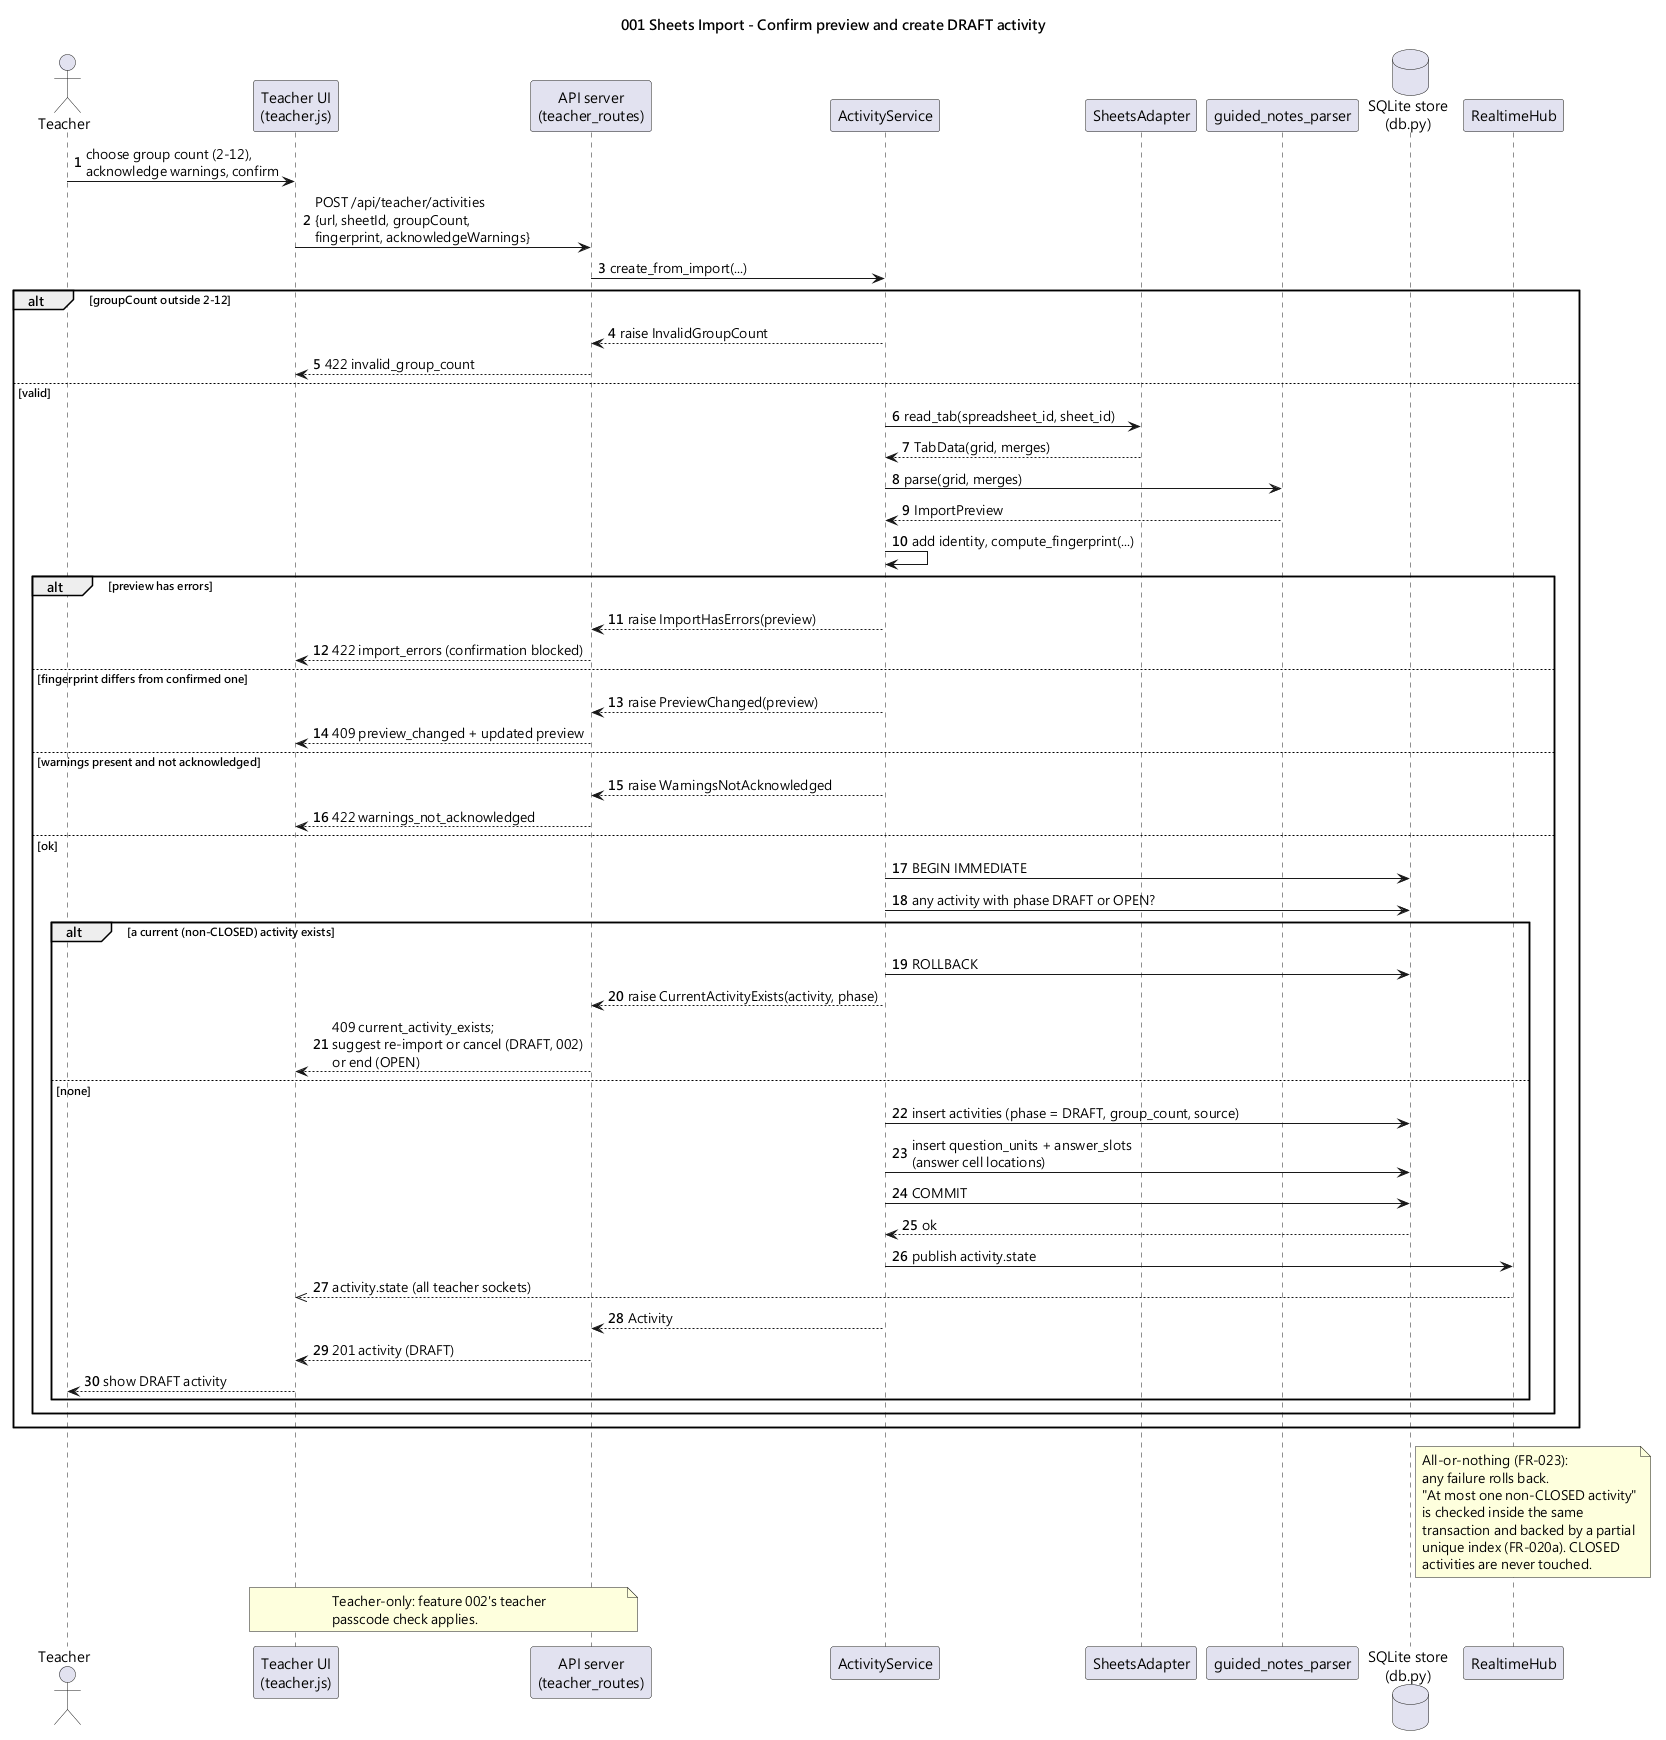 001 Sheets Import - Confirm preview and create DRAFT activity
Teacher
Teacher UI
(teacher.js)
API server
(teacher_routes)
ActivityService
SheetsAdapter
guided_notes_parser
SQLite store
(db.py)
RealtimeHub
1 choose group count (2-12),
acknowledge warnings, confirm
2 POST /api/teacher/activities
{url, sheetId, groupCount,
fingerprint, acknowledgeWarnings}
3 create_from_import(...)
alt [groupCount outside 2-12]
4 raise InvalidGroupCount
5 422 invalid_group_count
[valid]
6 read_tab(spreadsheet_id, sheet_id)
7 TabData(grid, merges)
8 parse(grid, merges)
9 ImportPreview
10 add identity, compute_fingerprint(...)
alt [preview has errors]
11 raise ImportHasErrors(preview)
12 422 import_errors (confirmation blocked)
[fingerprint differs from confirmed one]
13 raise PreviewChanged(preview)
14 409 preview_changed + updated preview
[warnings present and not acknowledged]
15 raise WarningsNotAcknowledged
16 422 warnings_not_acknowledged
[ok]
17 BEGIN IMMEDIATE
18 any activity with phase DRAFT or OPEN?
alt [a current (non-CLOSED) activity exists]
19 ROLLBACK
20 raise CurrentActivityExists(activity, phase)
21 409 current_activity_exists;
suggest re-import or cancel (DRAFT, 002)
or end (OPEN)
[none]
22 insert activities (phase = DRAFT, group_count, source)
23 insert question_units + answer_slots
(answer cell locations)
24 COMMIT
25 ok
26 publish activity.state
27 activity.state (all teacher sockets)
28 Activity
29 201 activity (DRAFT)
30 show DRAFT activity
All-or-nothing (FR-023):
any failure rolls back.
"At most one non-CLOSED activity"
is checked inside the same
transaction and backed by a partial
unique index (FR-020a). CLOSED
activities are never touched.
Teacher-only: feature 002's teacher
passcode check applies.
Teacher
Teacher UI
(teacher.js)
API server
(teacher_routes)
ActivityService
SheetsAdapter
guided_notes_parser
SQLite store
(db.py)
RealtimeHub